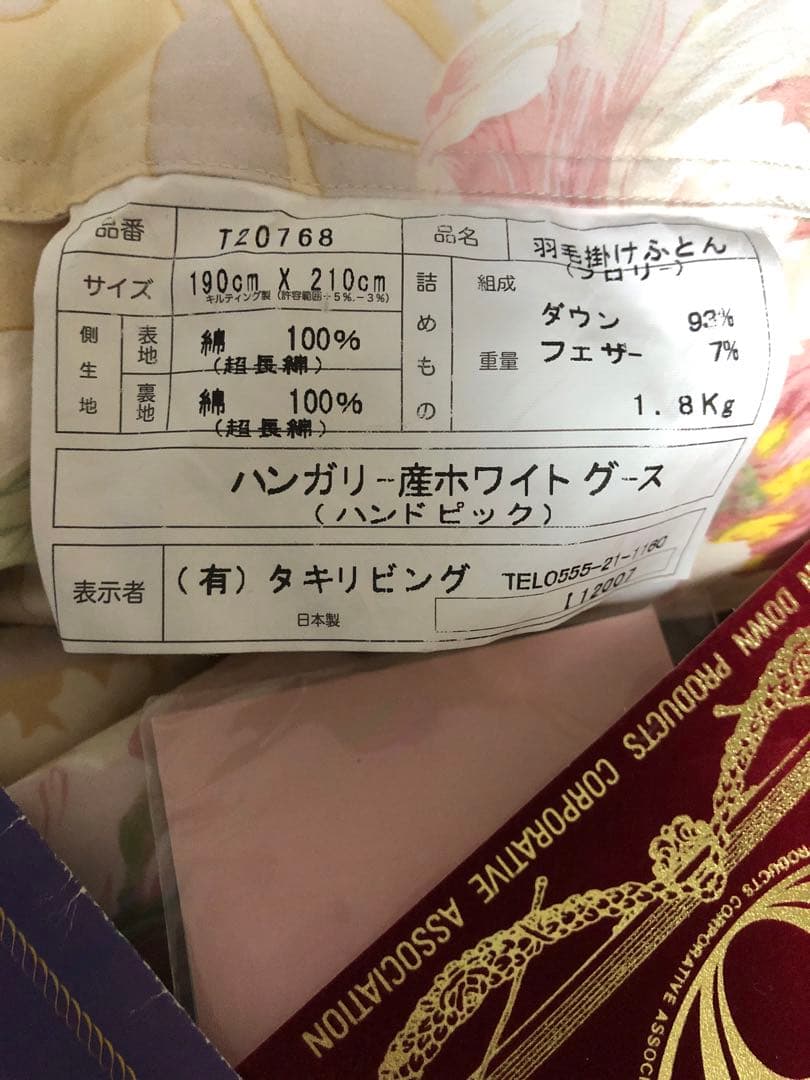 品番 T20768 品名 羽毛掛けふとん
(フロリー)
サイズ 190cm X 210cm
キルティング製 (許容範囲+5%.-3%)
側生地 表地 綿 100%
(超長綿)
裏地 綿 100%
(超長綿)
詰めもの 組成 ダウン 93%
フェザー 7%
重量 1.8Kg
ハンガリー産ホワイトグース
(ハンドピック)
表示者 (有)タキリビング TEL0555-21-1160
日本製 I12007
DOWN PRODUCTS CORPORATIVE ASSOCIATION
PRODUCTS CORPORATIVE